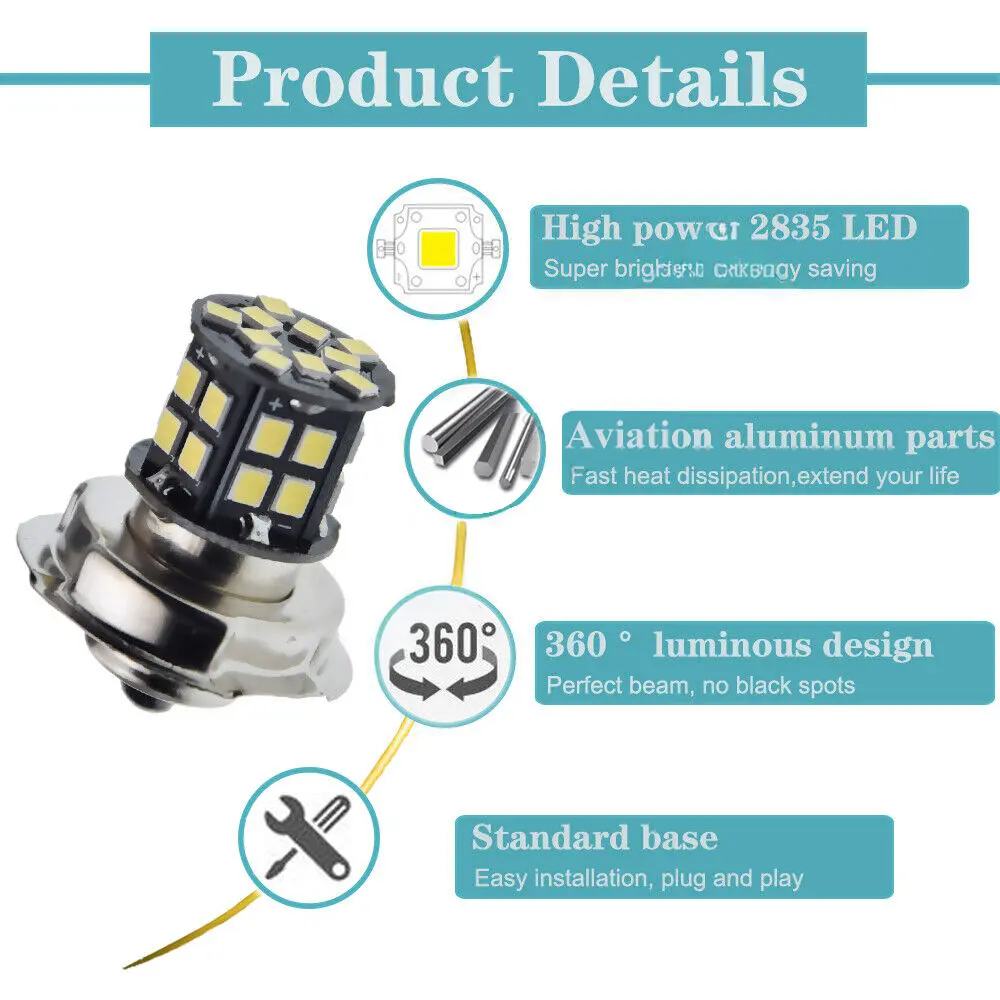 Product Details
High power 2835 LED
Super bright energy saving
Aviation aluminum parts
Fast heat dissipation,extend your life
360°
360 ° luminous design
Perfect beam, no black spots
Standard base
Easy installation, plug and play